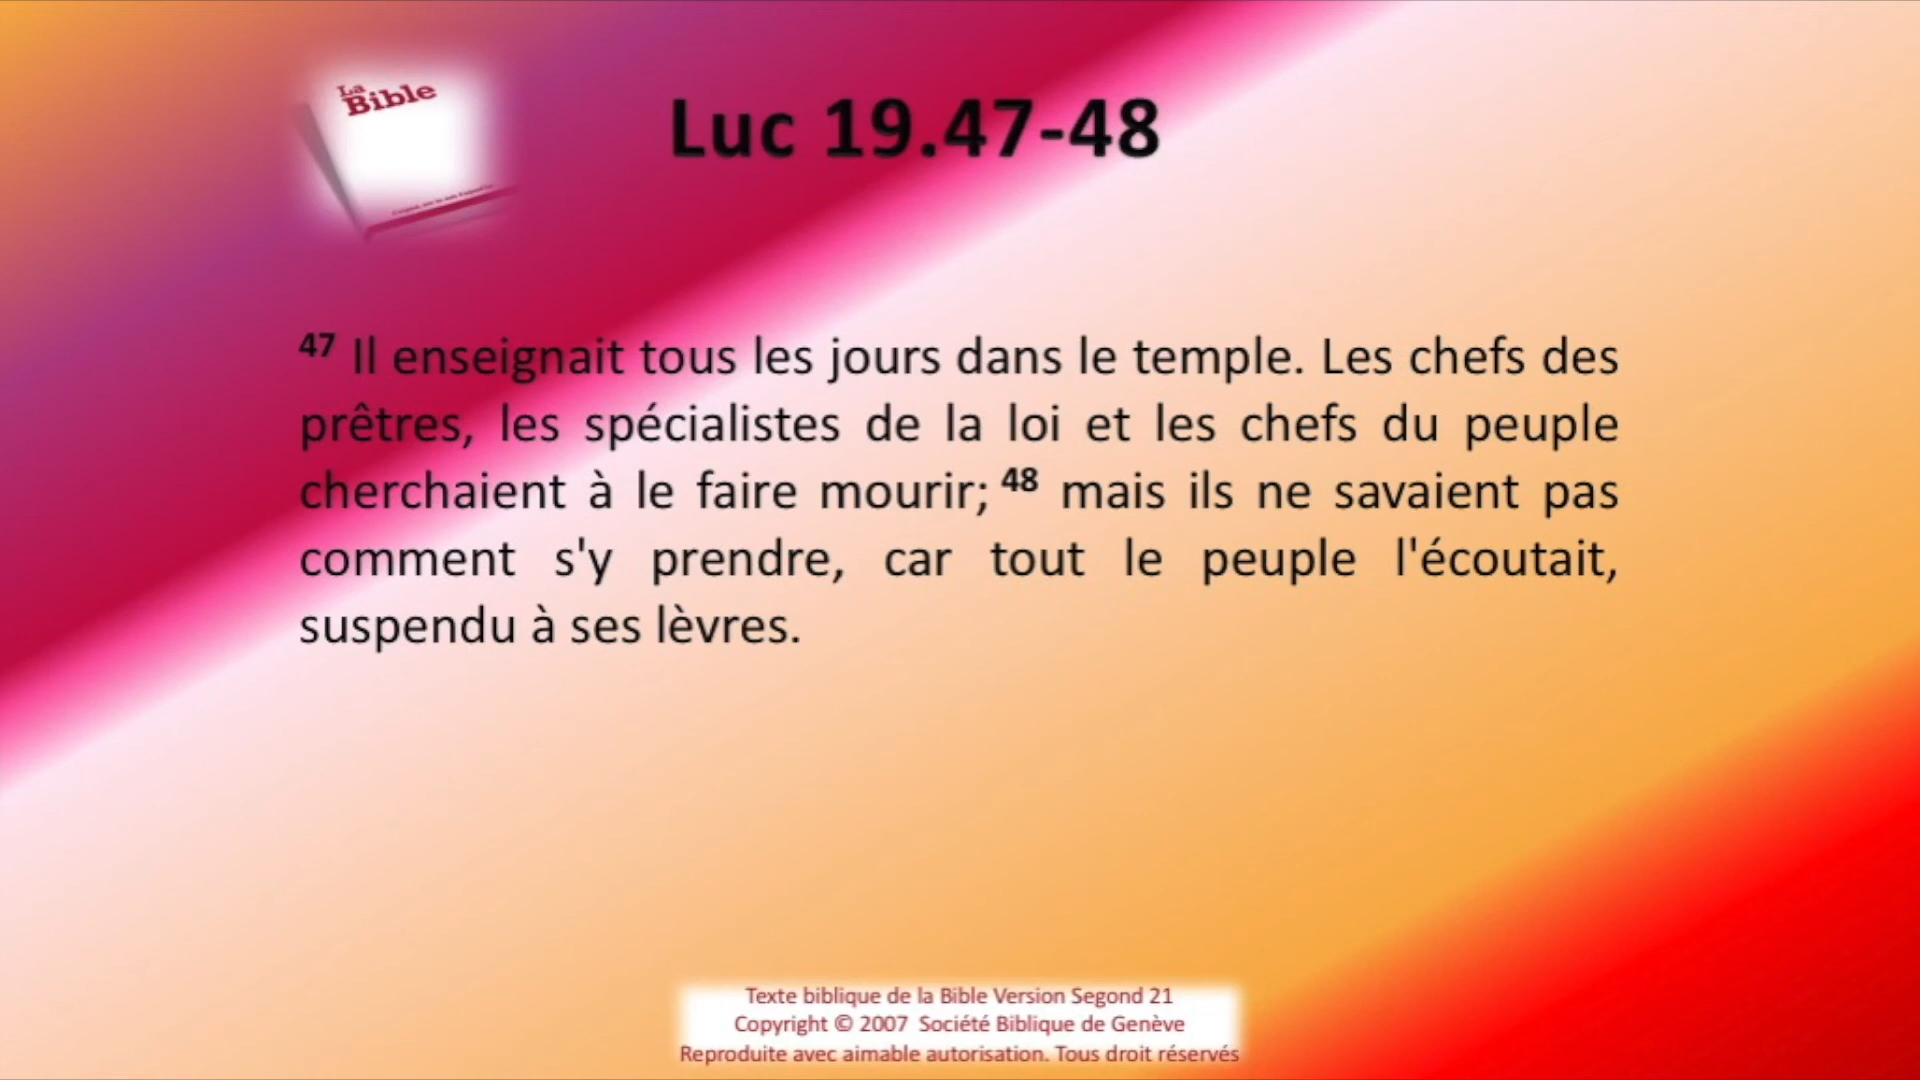 La
Bible
Luc 19.47-48
47 Il enseignait tous les jours dans le temple. Les chefs des
prêtres, les spécialistes de la loi et les chefs du peuple
cherchaient à le faire mourir; 48 mais ils ne savaient pas
comment s'y prendre, car tout le peuple l'écoutait,
suspendu à ses lèvres.
Texte biblique de la Bible Version Segond 21
Copyright © 2007 Société Biblique de Genève
Reproduite avec aimable autorisation. Tous droit réservés